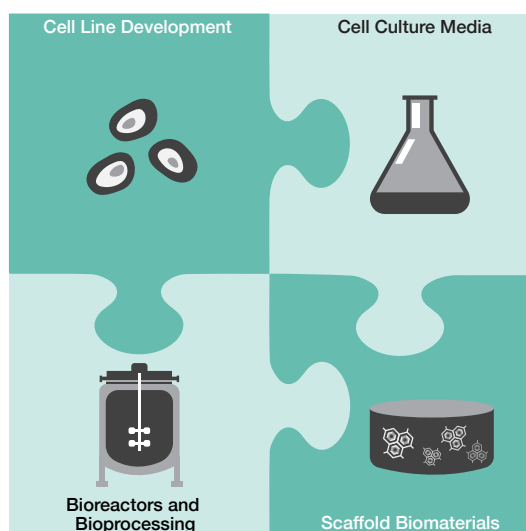 Cell Line Development
Cell Culture Media
Bioreactors and
Bioprocessing
Scaffold Biomaterials